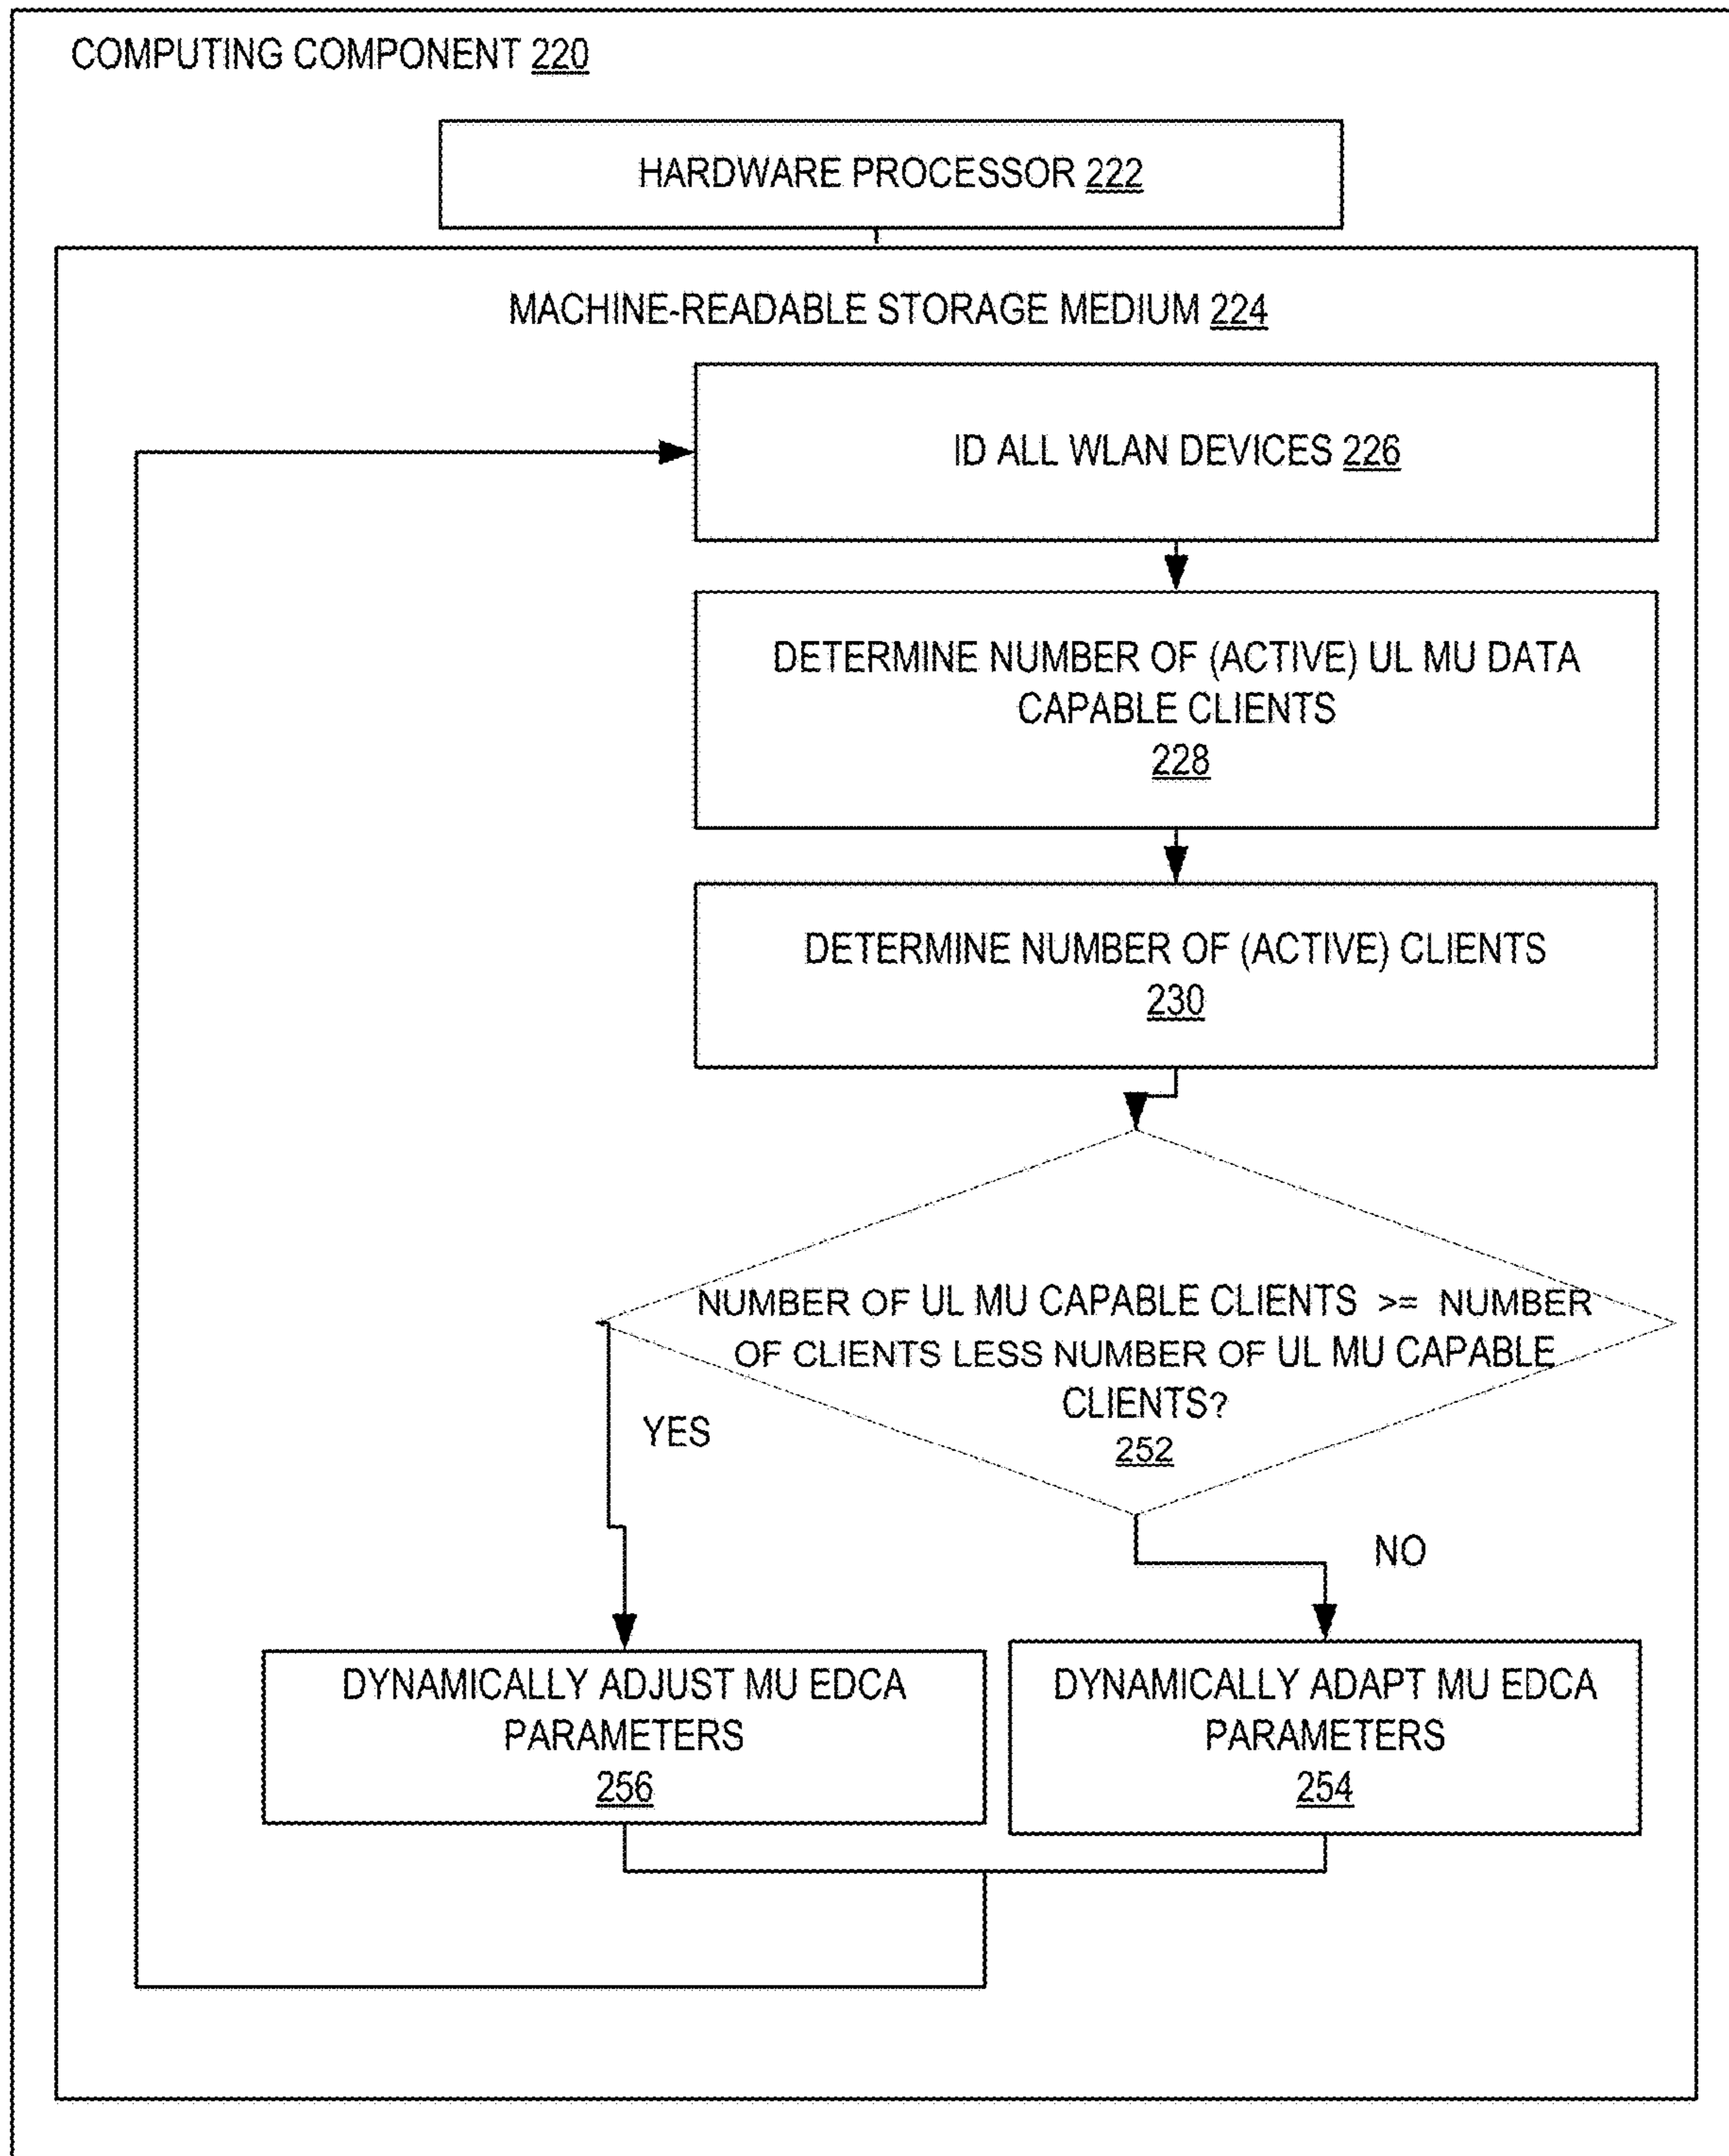 COMPUTING COMPONENT 220
HARDWARE PROCESSOR 222
MACHINE-READABLE STORAGE MEDIUM 224
ID ALL WLAN DEVICES 226
DETERMINE NUMBER OF (ACTIVE) UL MU DATA
CAPABLE CLIENTS
228
DETERMINE NUMBER OF (ACTIVE) CLIENTS
230
NUMBER OF UL MU CAPABLE CLIENTS >= NUMBER
OF CLIENTS LESS NUMBER OF UL MU CAPABLE
CLIENTS?
252
YES
NO
DYNAMICALLY ADJUST MU EDCA
PARAMETERS
256
DYNAMICALLY ADAPT MU EDCA
PARAMETERS
254